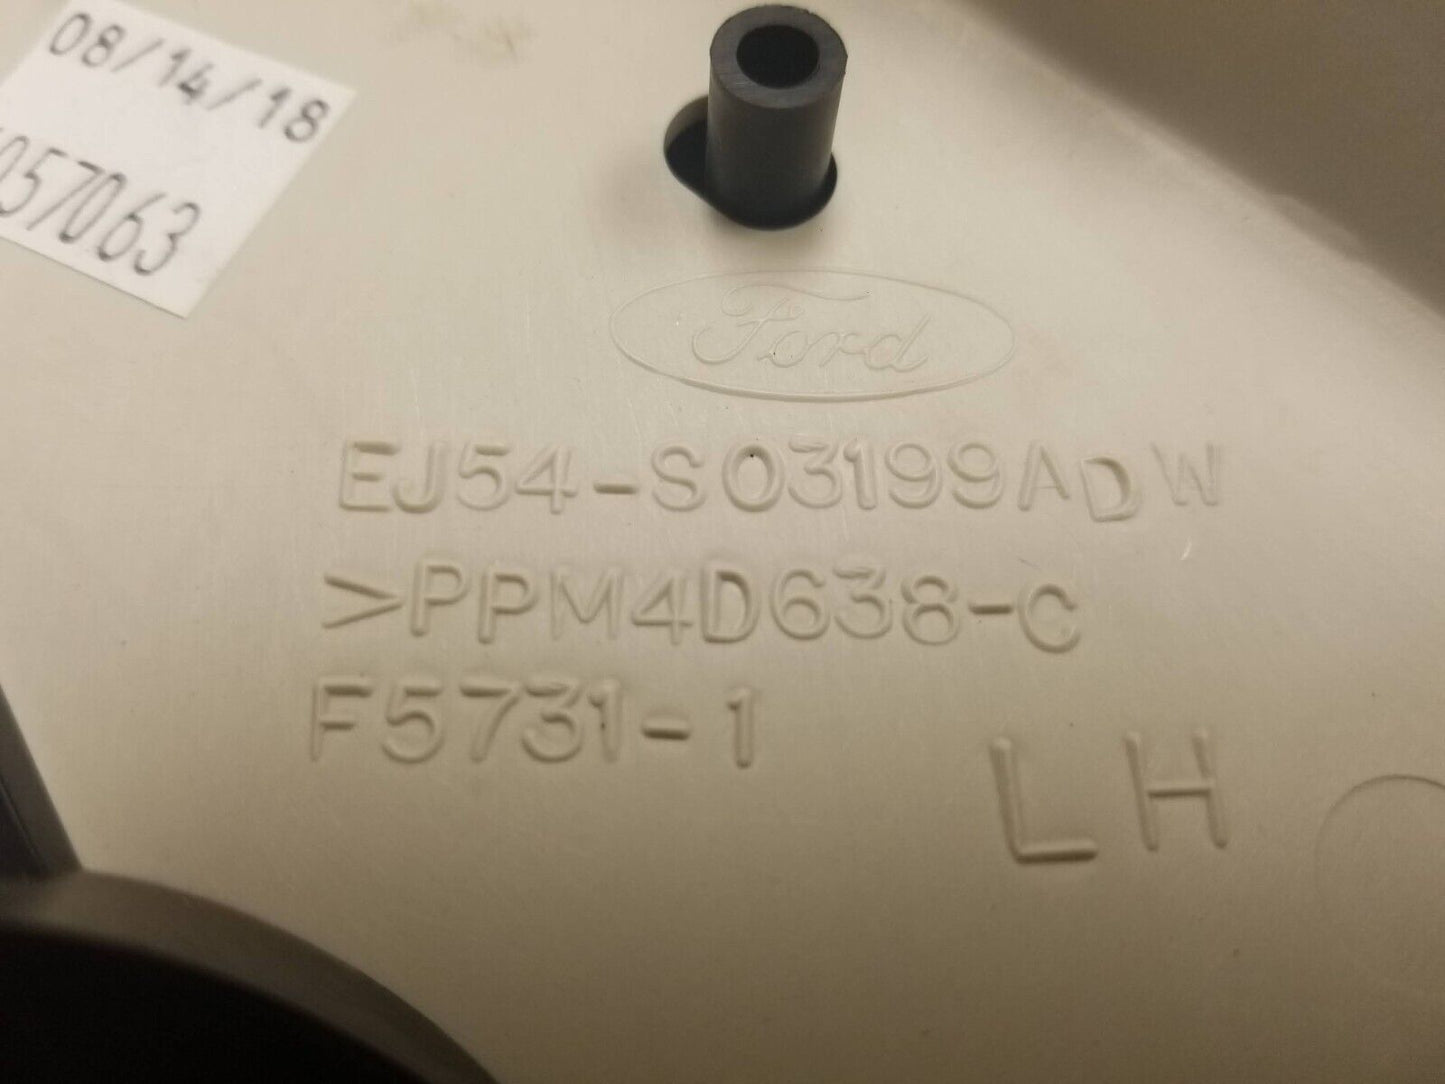 08/14/18
057063
Ford
EJ54-S03199ADW
>PPM4D638-C
F5731-1
LH